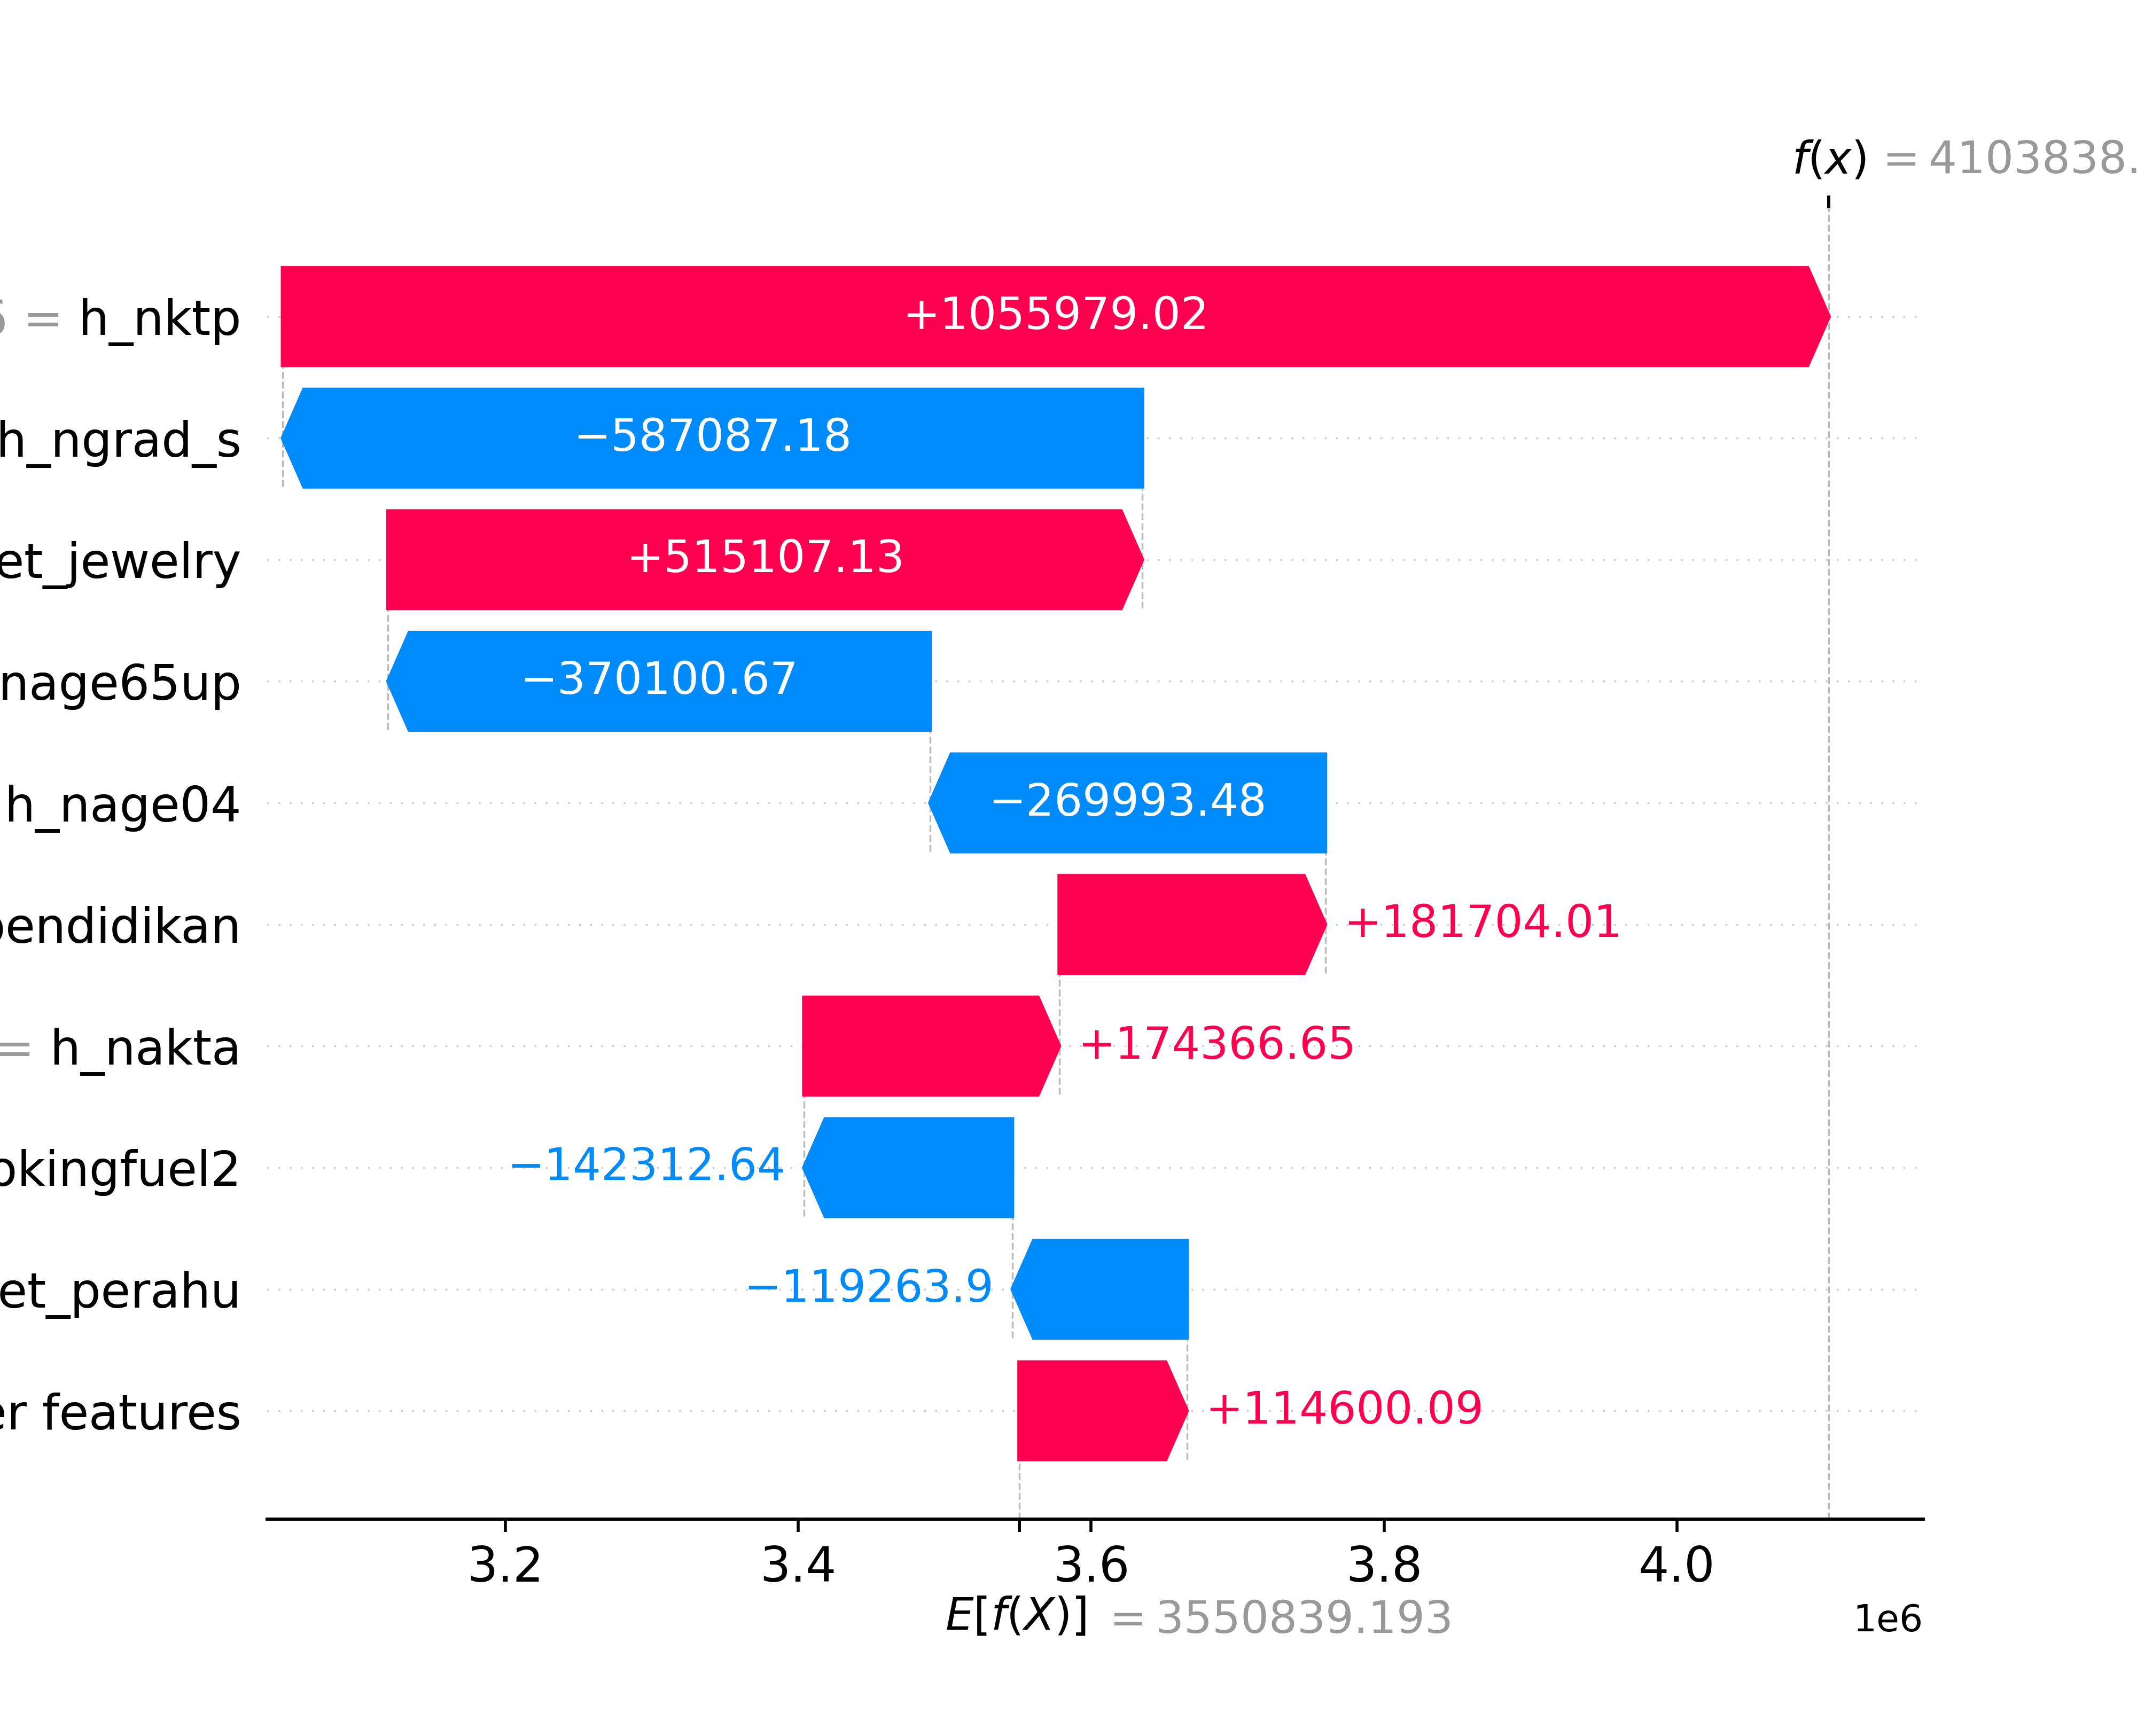 f(x) = 4103838.
= h_nktp
+1055979.02
h_ngrad_s
−587087.18
et_jewelry
+515107.13
nage65up
−370100.67
h_nage04
−269993.48
endidikan
+181704.01
= h_nakta
+174366.65
okingfuel2
−142312.64
et_perahu
−119263.9
er features
+114600.09
3.2 3.4 3.6 3.8 4.0
E[f(X)] = 3550839.193
1e6